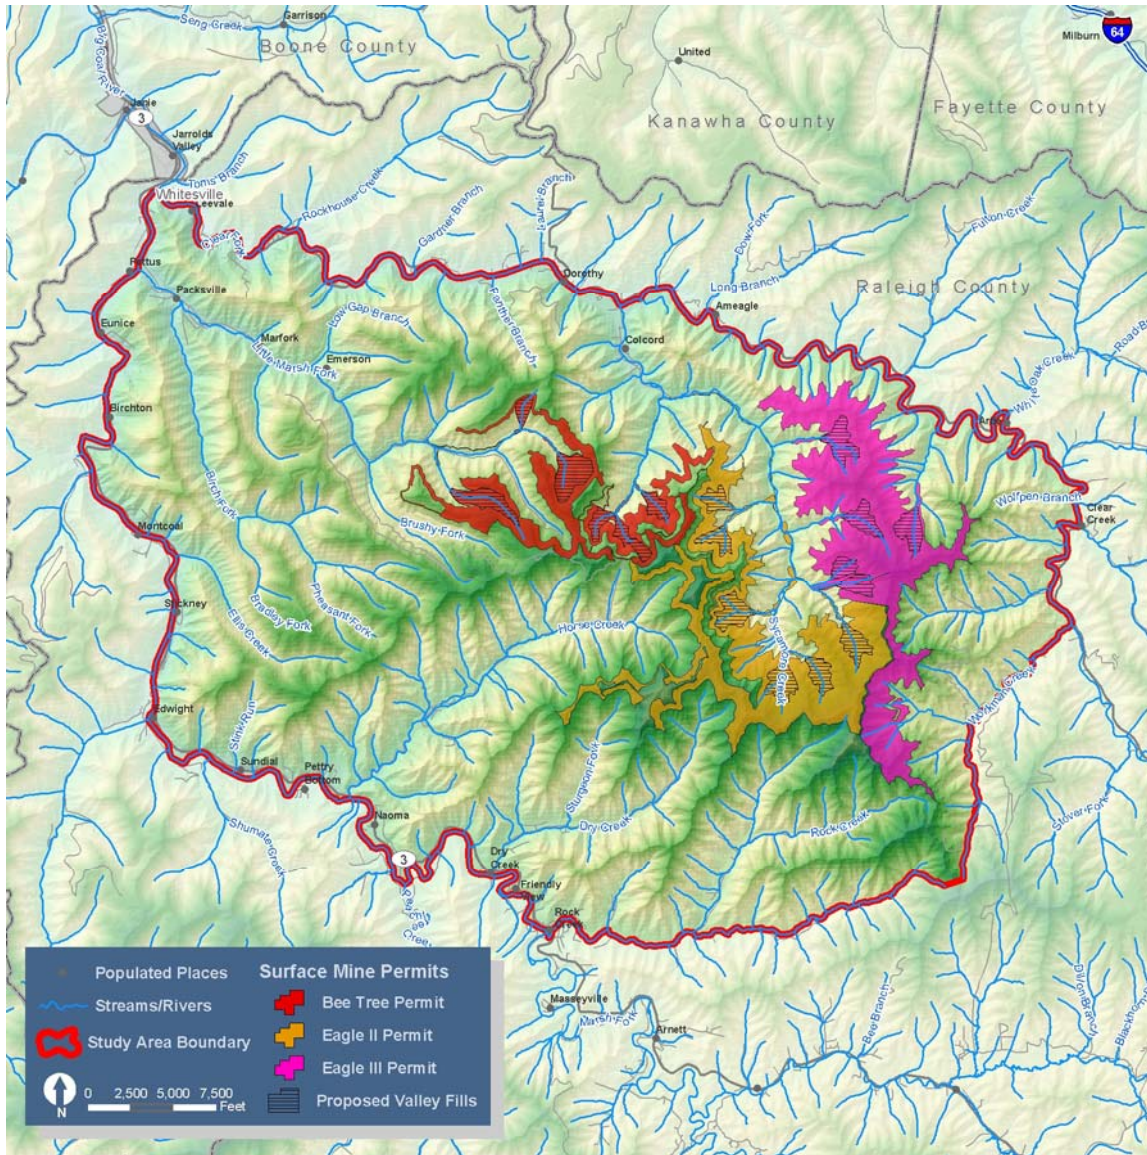 Seng Creek
Garrison
Boone County
Big Coal River
United
Milburn
64
Kanawha County
Fayette County
Janie
3
Jarrolds
Valley
Toms Branch
Whitesville
Leevale
Clear Fork
Rockhouse Creek
Gardner Branch
Dow Fork
Fulton Creek
Pettus
Dorothy
Long Branch
Raleigh County
Packsville
Ameagle
Eunice
Low Gap Branch
Panther Branch
Marfork
Little Marsh Fork
Emerson
Colcord
White Oak Creek
Birchton
Birch Fork
Brushy Fork
Wolfpen Branch
Clear
Creek
Montcoal
Stickney
Bradley Fork
Pheasant Fork
Ellis Creek
Horse Creek
Sycamore Creek
Workman Creek
Edwight
Stink Run
Sundial
Pettry
Bottom
Sturgeon Fork
Naoma
Dry Creek
Rock Creek
Stover Fork
Shumate Creek
3
Dry
Creek
Friendly
View
Rock
Creek
Masseyville
Marsh Fork
Arnett
Bee Branch
Dillon Branch
Populated Places
Streams/Rivers
Study Area Boundary
N
0 2,500 5,000 7,500
Feet
Surface Mine Permits
Bee Tree Permit
Eagle II Permit
Eagle III Permit
Proposed Valley Fills